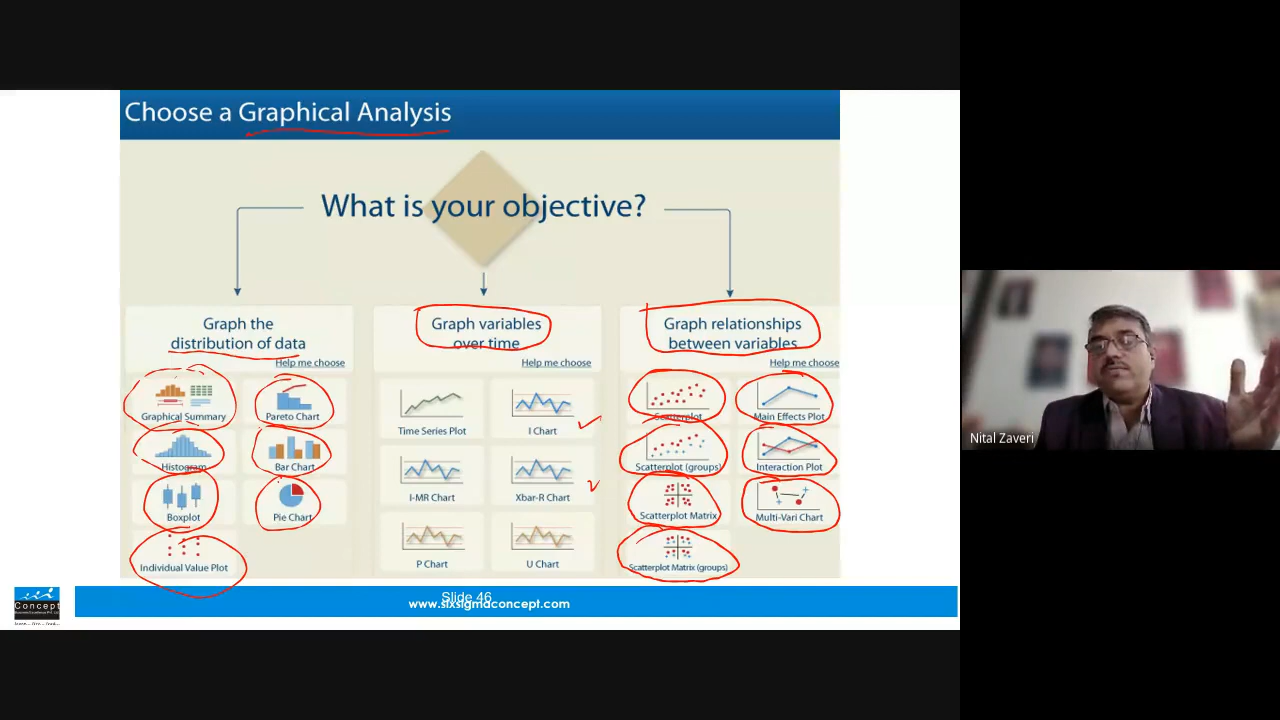 Choose a Graphical Analysis
What is your objective?
Graph the
distribution of data
Help me choose
Graphical Summary
Pareto Chart
Histogram
Bar Chart
Boxplot
Pie Chart
Individual Value Plot
Graph variables
over time
Help me choose
Time Series Plot
I Chart
I-MR Chart
Xbar-R Chart
P Chart
U Chart
Graph relationships
between variables
Help me choose
Scatterplot
Main Effects Plot
Scatterplot (groups)
Interaction Plot
Scatterplot Matrix
Multi-Vari Chart
Scatterplot Matrix (groups)
Concept
Slide 46
www.sixsigmaconcept.com
Nital Zaveri